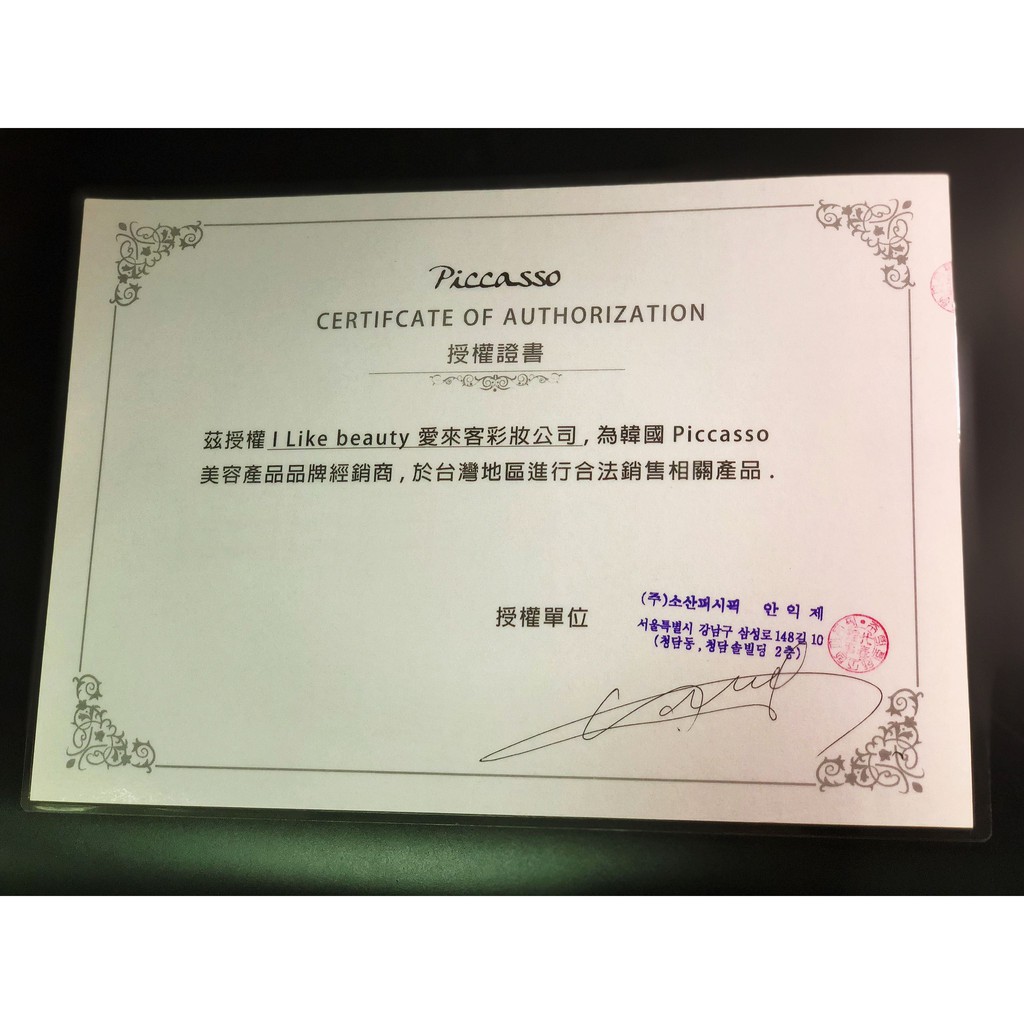 Piccasso
CERTIFCATE OF AUTHORIZATION
授權證書
茲授權 I Like beauty 愛來客彩妝公司 , 為韓國 Piccasso
美容產品品牌經銷商 , 於台灣地區進行合法銷售相關產品 .
授權單位
(주)소산퍼시픽 안 익 제
서울특별시 강남구 삼성로 148길 10
(청담동, 청담솔빌딩 2층)